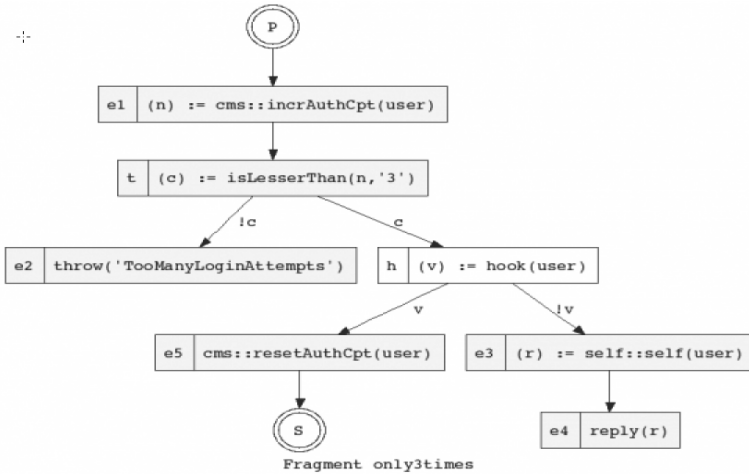 P
e1 (n) := cms::incrAuthCpt(user)
t (c) := isLesserThan(n,'3')
!c c
e2 throw('TooManyLoginAttempts') h (v) := hook(user)
v !v
e5 cms::resetAuthCpt(user) e3 (r) := self::self(user)
S e4 reply(r)
Fragment only3times